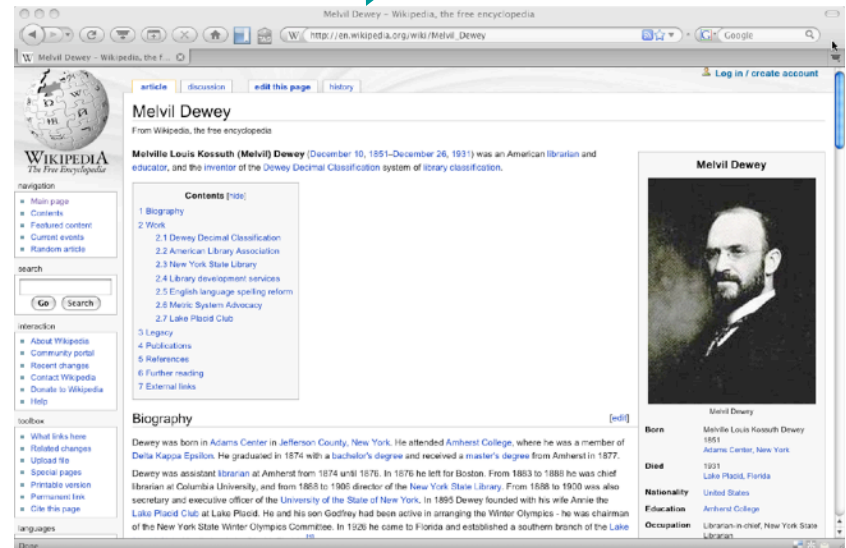 Melvil Dewey – Wikipedia, the free encyclopedia
http://en.wikipedia.org/wiki/Melvil_Dewey
Google
Melvil Dewey – Wikipedia, the f...
Log in / create account
article discussion edit this page history
Melvil Dewey
From Wikipedia, the free encyclopedia
Melville Louis Kossuth (Melvil) Dewey (December 10, 1851–December 26, 1931) was an American librarian and
educator, and the inventor of the Dewey Decimal Classification system of library classification.
WIKIPEDIA
The Free Encyclopedia
navigation
Main page
Contents
Featured content
Current events
Random article
search
Go Search
interaction
About Wikipedia
Community portal
Recent changes
Contact Wikipedia
Donate to Wikipedia
Help
toolbox
What links here
Related changes
Upload file
Special pages
Printable version
Permanent link
Cite this page
languages
Contents [hide]
1 Biography
2 Work
2.1 Dewey Decimal Classification
2.2 American Library Association
2.3 New York State Library
2.4 Library development services
2.5 English language spelling reform
2.6 Metric System Advocacy
2.7 Lake Placid Club
3 Legacy
4 Publications
5 References
6 Further reading
7 External links
Biography [edit]
Dewey was born in Adams Center in Jefferson County, New York. He attended Amherst College, where he was a member of
Delta Kappa Epsilon. He graduated in 1874 with a bachelor's degree and received a master's degree from Amherst in 1877.
Dewey was assistant librarian at Amherst from 1874 until 1876. In 1876 he left for Boston. From 1883 to 1888 he was chief
librarian at Columbia University, and from 1888 to 1906 director of the New York State Library. From 1888 to 1900 was also
secretary and executive officer of the University of the State of New York. In 1895 Dewey founded with his wife Annie the
Lake Placid Club at Lake Placid. He and his son Godfrey had been active in arranging the Winter Olympics - he was chairman
of the New York State Winter Olympics Committee. In 1926 he came to Florida and established a southern branch of the Lake
Melvil Dewey
Melvil Dewey
Born Melville Louis Kossuth Dewey
1851
Adams Center, New York
Died 1931
Lake Placid, Florida
Nationality United States
Education Amherst College
Occupation Librarian-in-chief, New York State
Librarian
Done